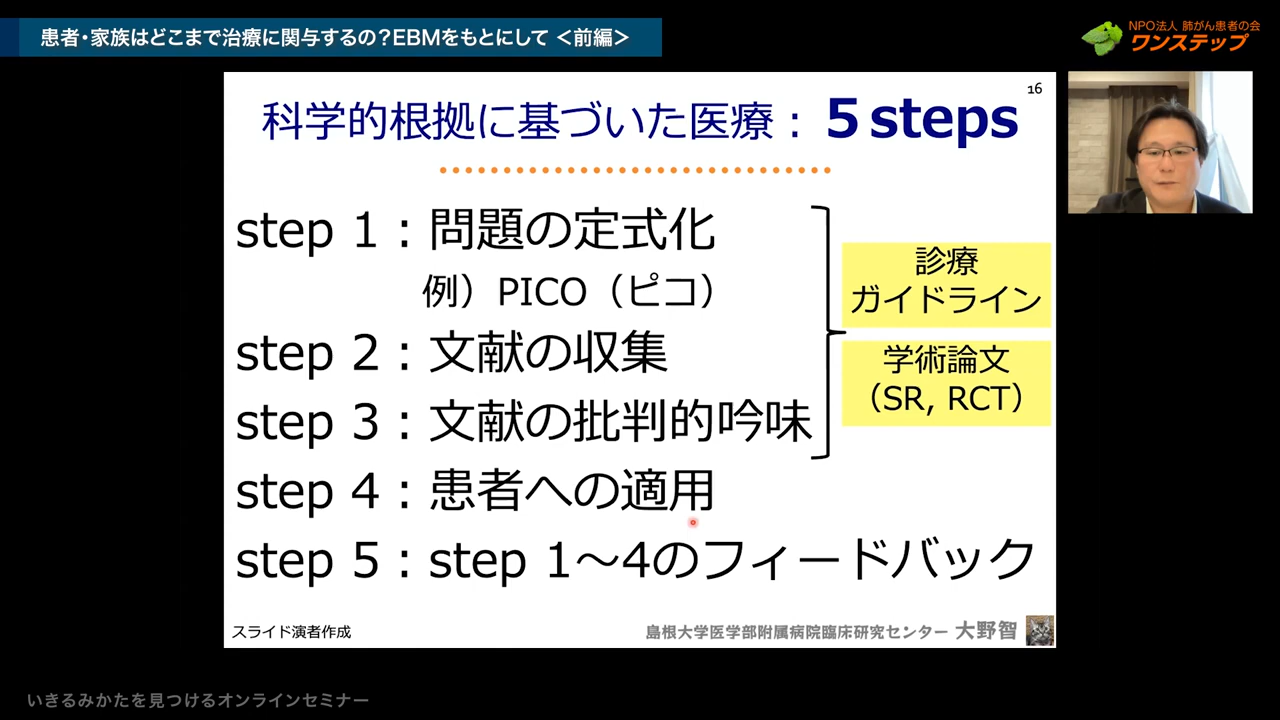 患者・家族はどこまで治療に関与するの?EBMをもとにして <前編>
NPO法人 肺がん患者の会
ワンステップ
16
科学的根拠に基づいた医療： 5 steps
step 1：問題の定式化
例）PICO（ピコ）
step 2：文献の収集
step 3：文献の批判的吟味
診療
ガイドライン
学術論文
（SR, RCT）
step 4：患者への適用
step 5：step 1～4のフィードバック
スライド演者作成
島根大学医学部附属病院臨床研究センター 大野智
いきるみかたを見つけるオンラインセミナー